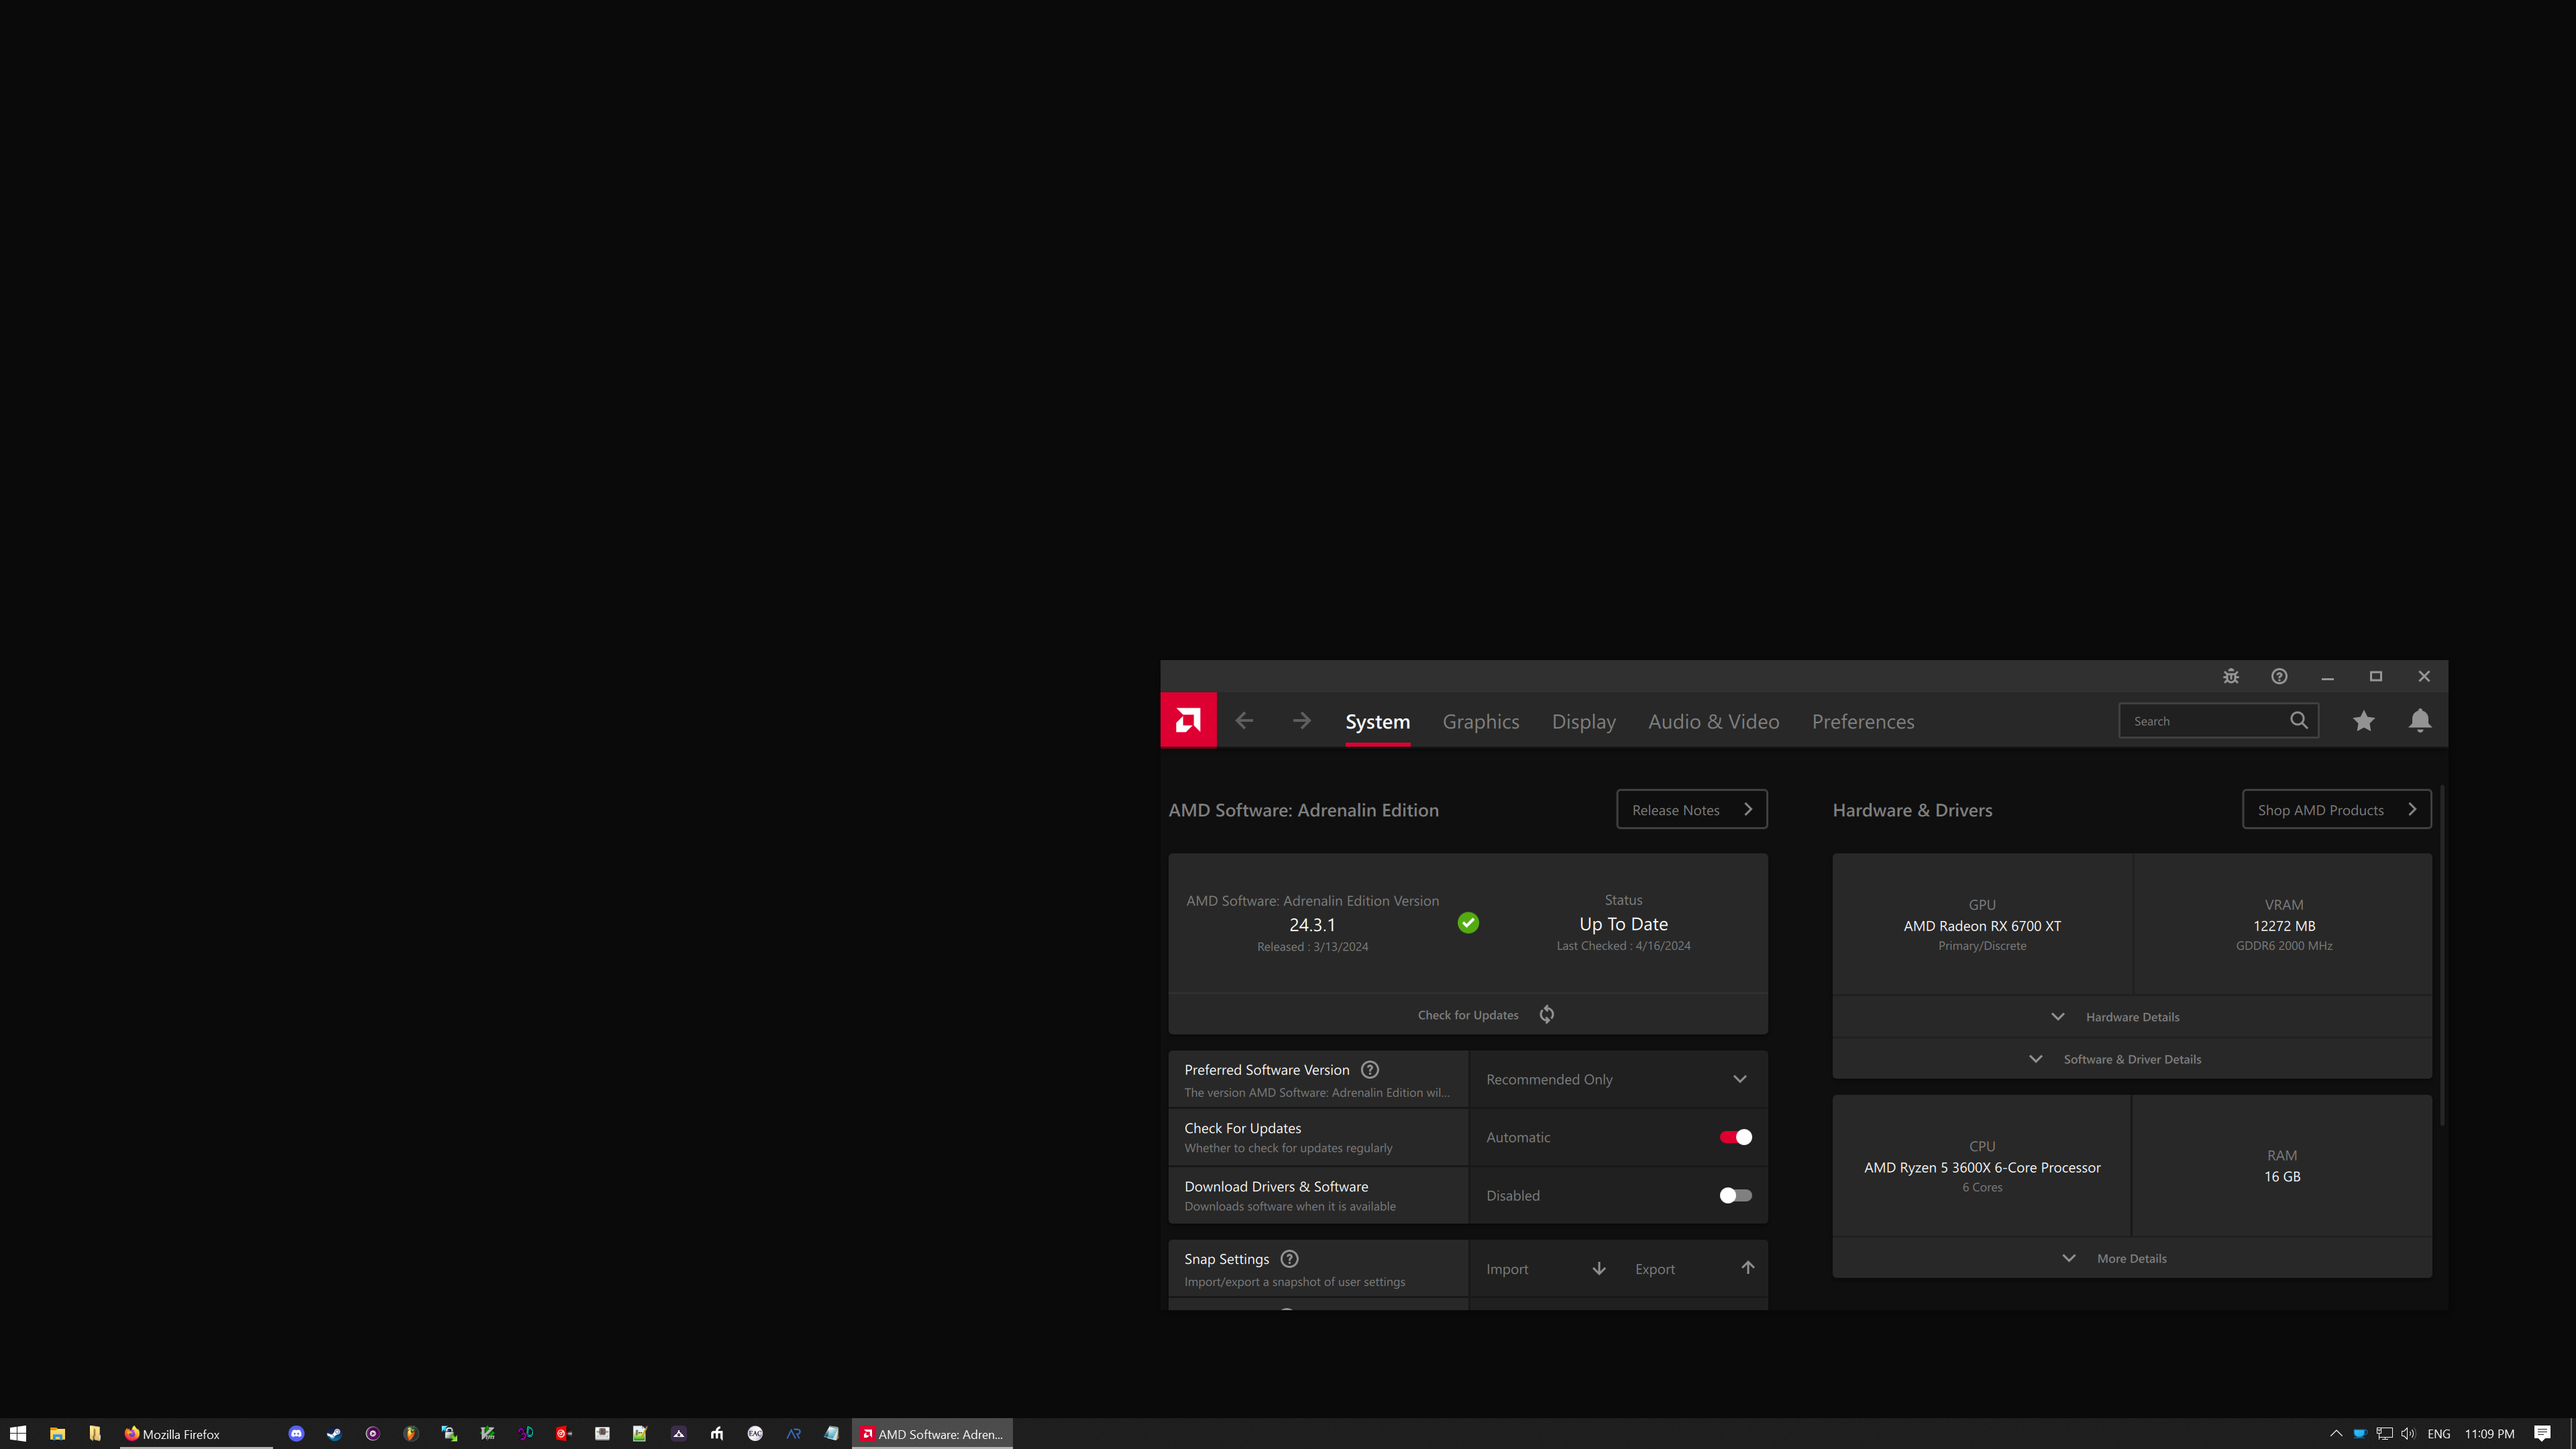 System
Graphics
Display
Audio & Video
Preferences
Search
AMD Software: Adrenalin Edition
Release Notes
AMD Software: Adrenalin Edition Version
24.3.1
Released : 3/13/2024
Status
Up To Date
Last Checked : 4/16/2024
Check for Updates
Preferred Software Version
The version AMD Software: Adrenalin Edition wil...
Recommended Only
Check For Updates
Whether to check for updates regularly
Automatic
Download Drivers & Software
Downloads software when it is available
Disabled
Snap Settings
Import/export a snapshot of user settings
Import
Export
Hardware & Drivers
Shop AMD Products
GPU
AMD Radeon RX 6700 XT
Primary/Discrete
VRAM
12272 MB
GDDR6 2000 MHz
Hardware Details
Software & Driver Details
CPU
AMD Ryzen 5 3600X 6-Core Processor
6 Cores
RAM
16 GB
More Details
Mozilla Firefox
EAC
AR
AMD Software: Adren...
ENG
11:09 PM